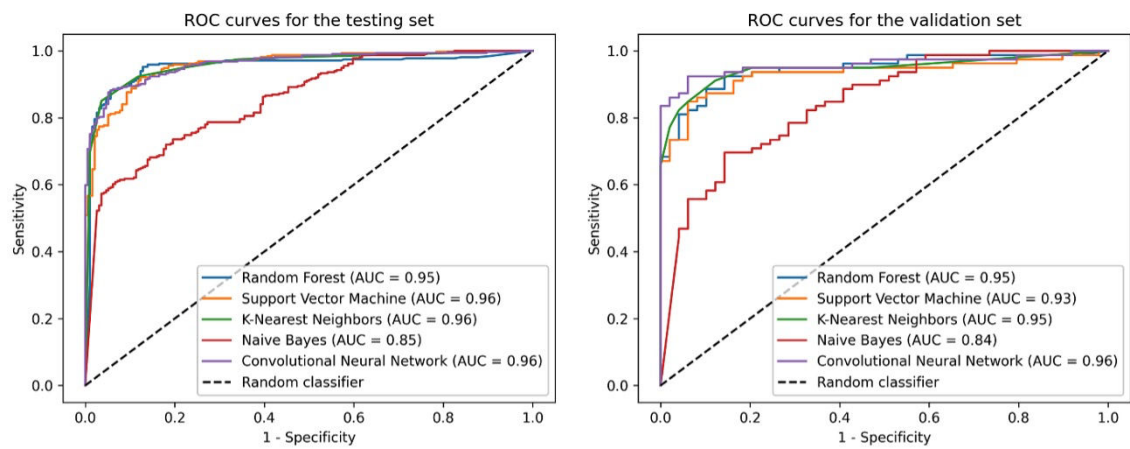 ROC curves for the testing set
1.0
0.8
0.6
0.4
0.2
0.0
Sensitivity
Random Forest (AUC = 0.95)
Support Vector Machine (AUC = 0.96)
K-Nearest Neighbors (AUC = 0.96)
Naive Bayes (AUC = 0.85)
Convolutional Neural Network (AUC = 0.96)
Random classifier
0.0 0.2 0.4 0.6 0.8 1.0
1 - Specificity
ROC curves for the validation set
1.0
0.8
0.6
0.4
0.2
0.0
Sensitivity
Random Forest (AUC = 0.95)
Support Vector Machine (AUC = 0.93)
K-Nearest Neighbors (AUC = 0.95)
Naive Bayes (AUC = 0.84)
Convolutional Neural Network (AUC = 0.96)
Random classifier
0.0 0.2 0.4 0.6 0.8 1.0
1 - Specificity